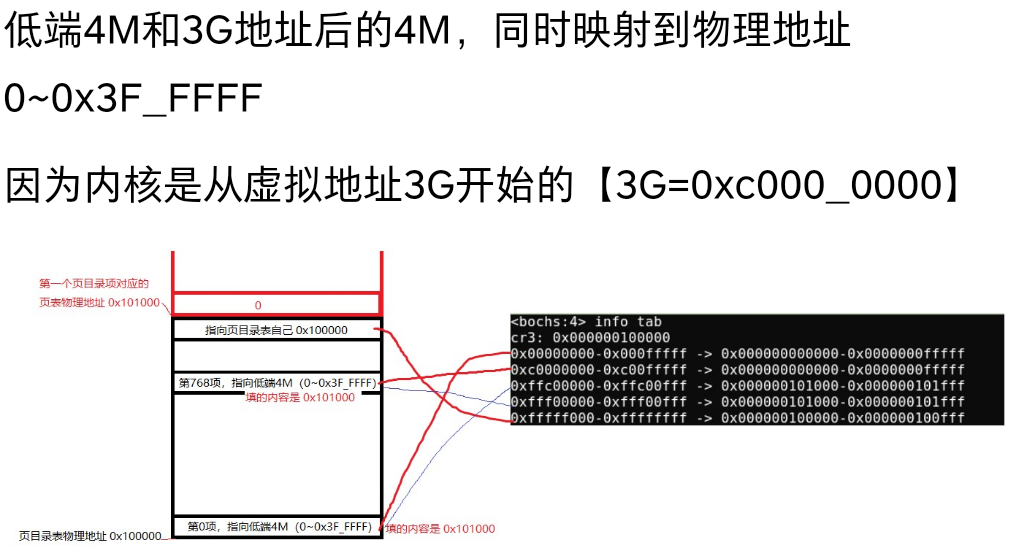 低端4M和3G地址后的4M，同时映射到物理地址
0~0x3F_FFFF
因为内核是从虚拟地址3G开始的【3G=0xc000_0000】
第一个页目录项对应的
页表物理地址 0x101000
0
指向页目录表自己 0x100000
第768项，指向低端4M（0~0x3F_FFFF）
填的内容是 0x101000
第0项，指向低端4M（0~0x3F_FFFF）
填的内容是 0x101000
页目录表物理地址 0x100000
<bochs:4> info tab
cr3: 0x000000100000
0x00000000-0x000fffff -> 0x000000000000-0x0000000fffff
0xc0000000-0xc00fffff -> 0x000000000000-0x0000000fffff
0xffc00000-0xffc00fff -> 0x000000101000-0x000000101fff
0xfff00000-0xfff00fff -> 0x000000101000-0x000000101fff
0xfffff000-0xffffffff -> 0x000000100000-0x000000100fff